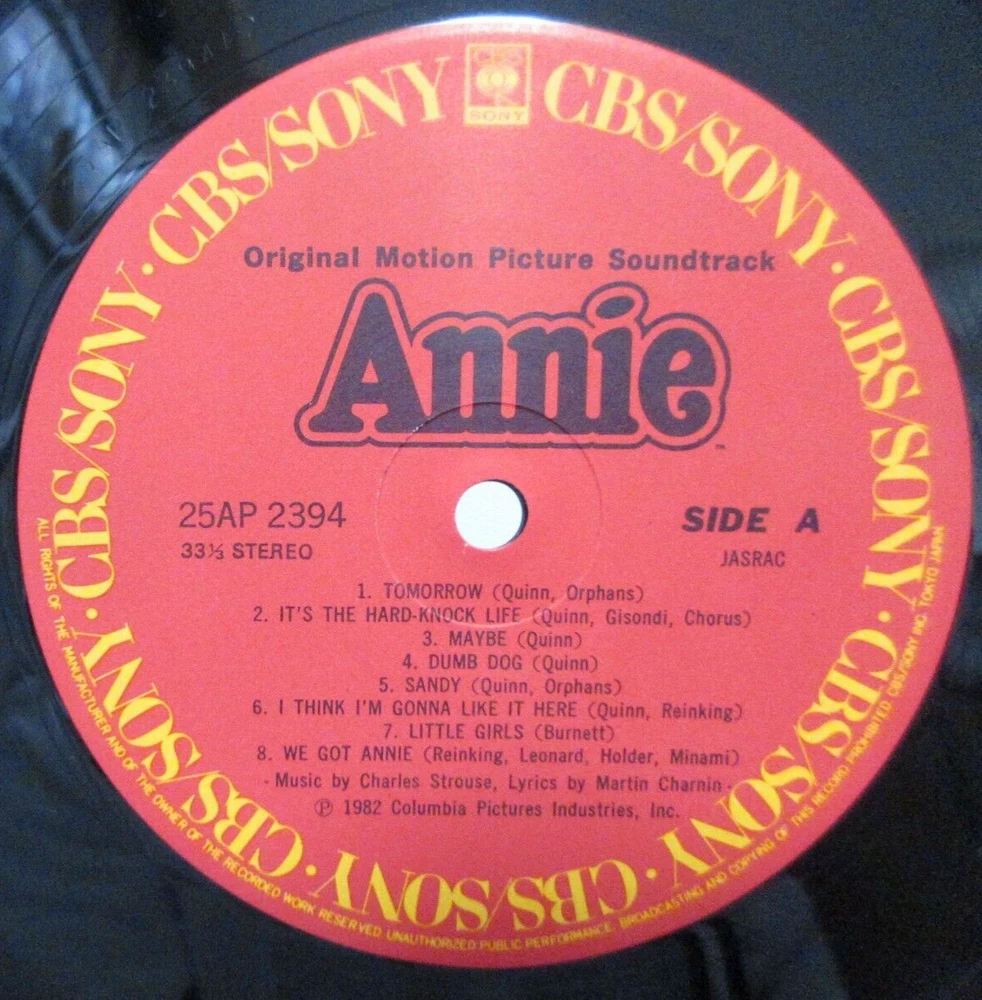 CBS
SONY
CBS/SONY · CBS/SONY · CBS/SONY · CBS/SONY · CBS/SONY · CBS/SONY · CBS/SONY · CBS/SONY · CBS/SONY
Original Motion Picture Soundtrack
Annie™
25AP 2394
33⅓ STEREO
SIDE A
JASRAC
1. TOMORROW (Quinn, Orphans)
2. IT'S THE HARD-KNOCK LIFE (Quinn, Gisondi, Chorus)
3. MAYBE (Quinn)
4. DUMB DOG (Quinn)
5. SANDY (Quinn, Orphans)
6. I THINK I'M GONNA LIKE IT HERE (Quinn, Reinking)
7. LITTLE GIRLS (Burnett)
8. WE GOT ANNIE (Reinking, Leonard, Holder, Minami)
· Music by Charles Strouse, Lyrics by Martin Charnin ·
℗ 1982 Columbia Pictures Industries, Inc.
ALL RIGHTS OF THE MANUFACTURER AND OF THE OWNER OF THE RECORDED WORK RESERVED UNAUTHORIZED PUBLIC PERFORMANCE, BROADCASTING AND COPYING OF THIS RECORD PROHIBITED CBS/SONY INC. TOKYO JAPAN